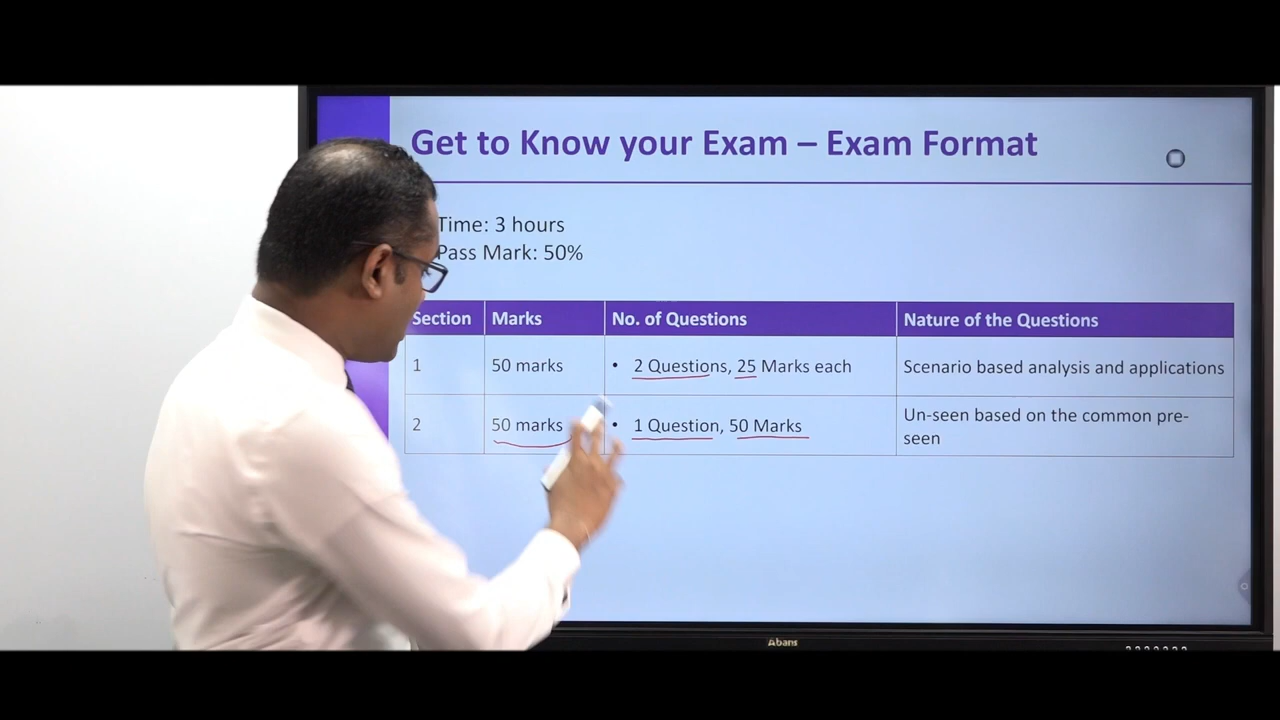 Get to Know your Exam – Exam Format
Time: 3 hours
Pass Mark: 50%
Section Marks No. of Questions Nature of the Questions
1 50 marks • 2 Questions, 25 Marks each Scenario based analysis and applications
2 50 marks • 1 Question, 50 Marks Un-seen based on the common pre-
seen
Abans